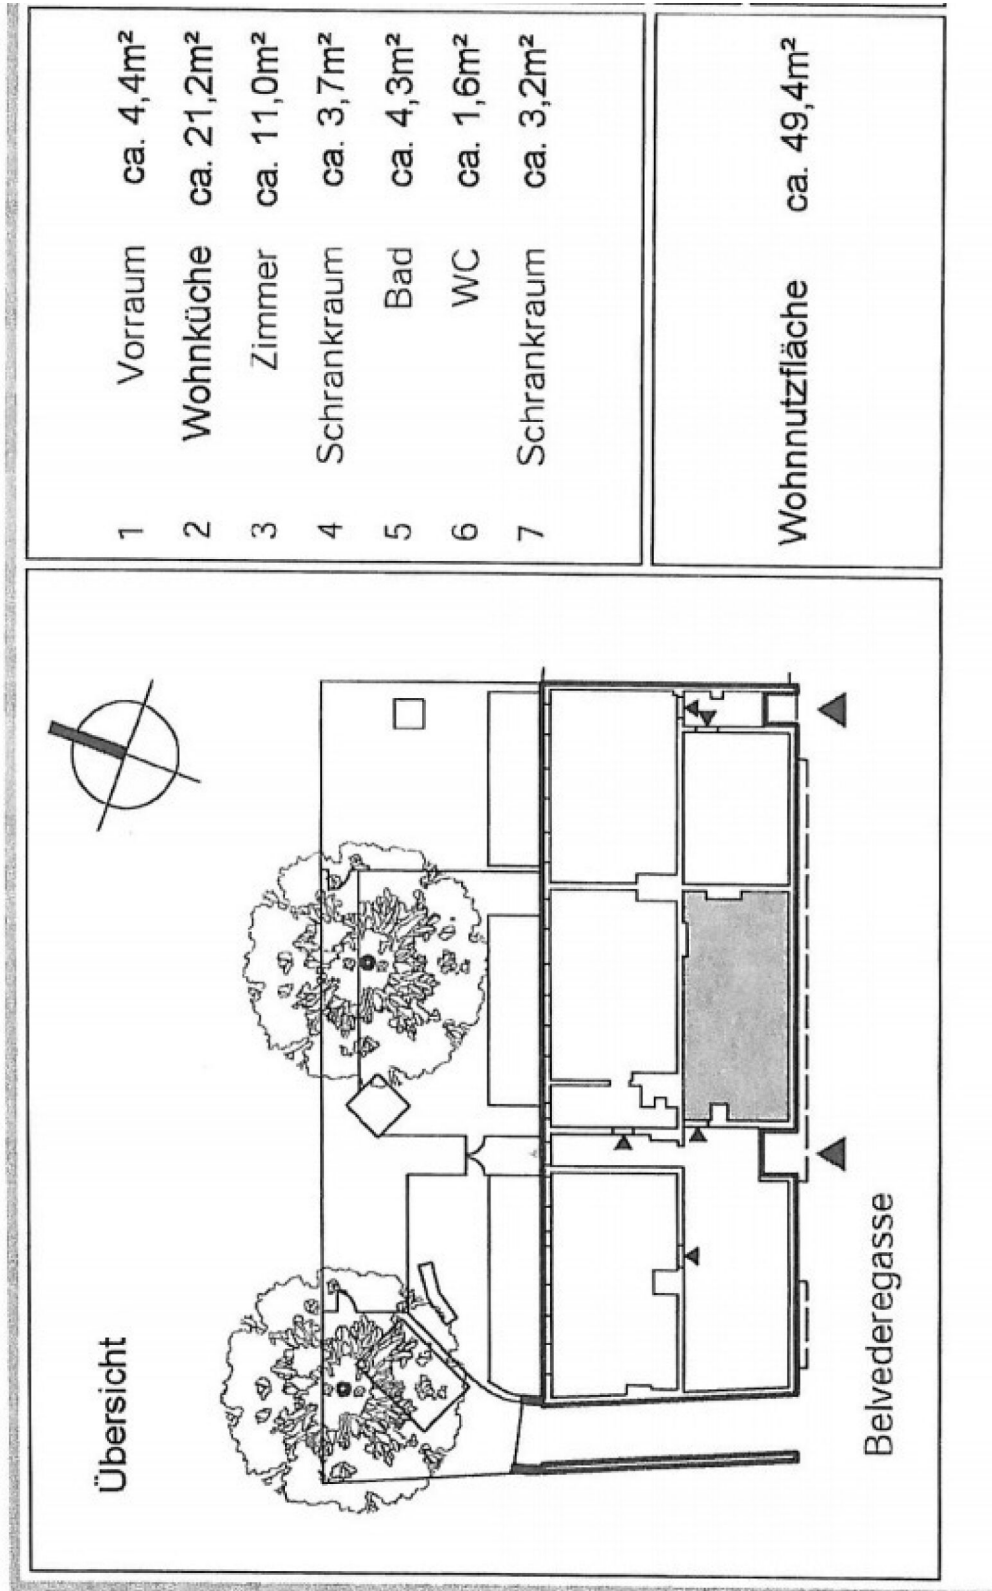 Übersicht
Belvederegasse
1 Vorraum ca. 4,4m²
2 Wohnküche ca. 21,2m²
3 Zimmer ca. 11,0m²
4 Schrankraum ca. 3,7m²
5 Bad ca. 4,3m²
6 WC ca. 1,6m²
7 Schrankraum ca. 3,2m²
Wohnnutzfläche ca. 49,4m²